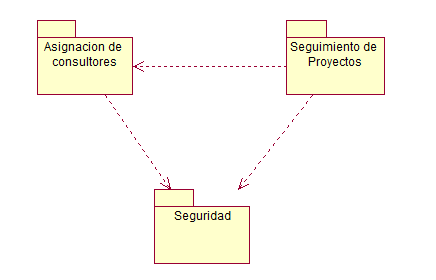 Asignacion de
consultores
Seguimiento de
Proyectos
Seguridad